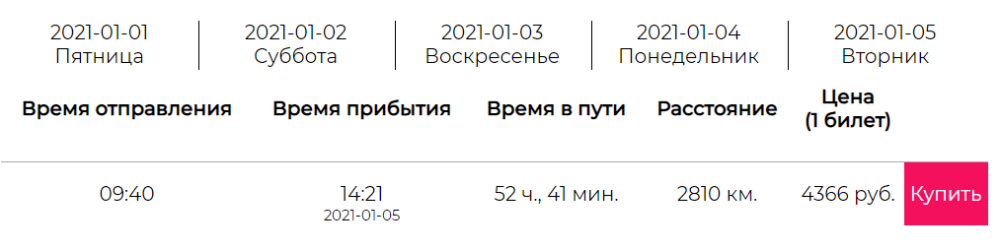 2021-01-01 2021-01-02 2021-01-03 2021-01-04 2021-01-05
Пятница Суббота Воскресенье Понедельник Вторник
Время отправления Время прибытия Время в пути Расстояние Цена
(1 билет)
09:40 14:21 52 ч., 41 мин. 2810 км. 4366 руб. Купить
2021-01-05